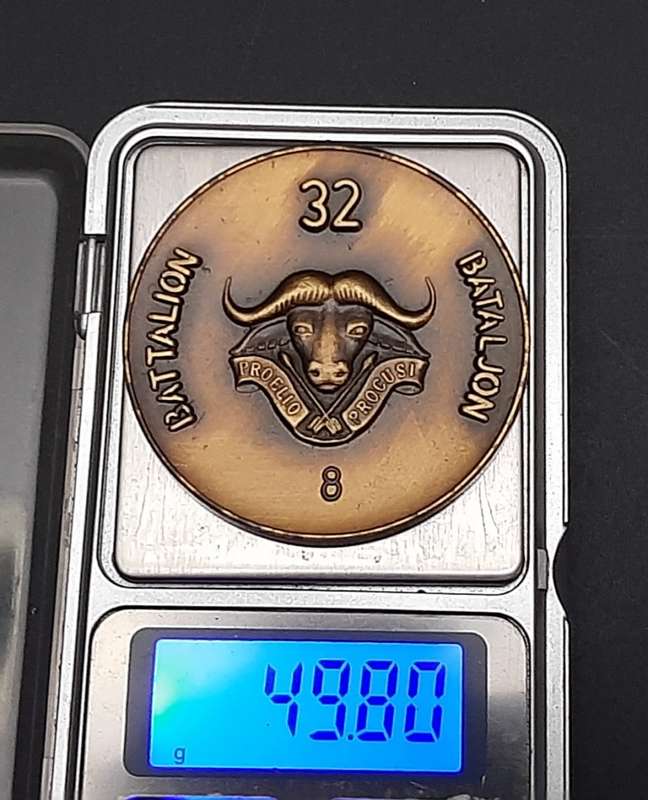 32
BATTALION
BATALJON
PROELIO PROCUSI
8
49.80
g